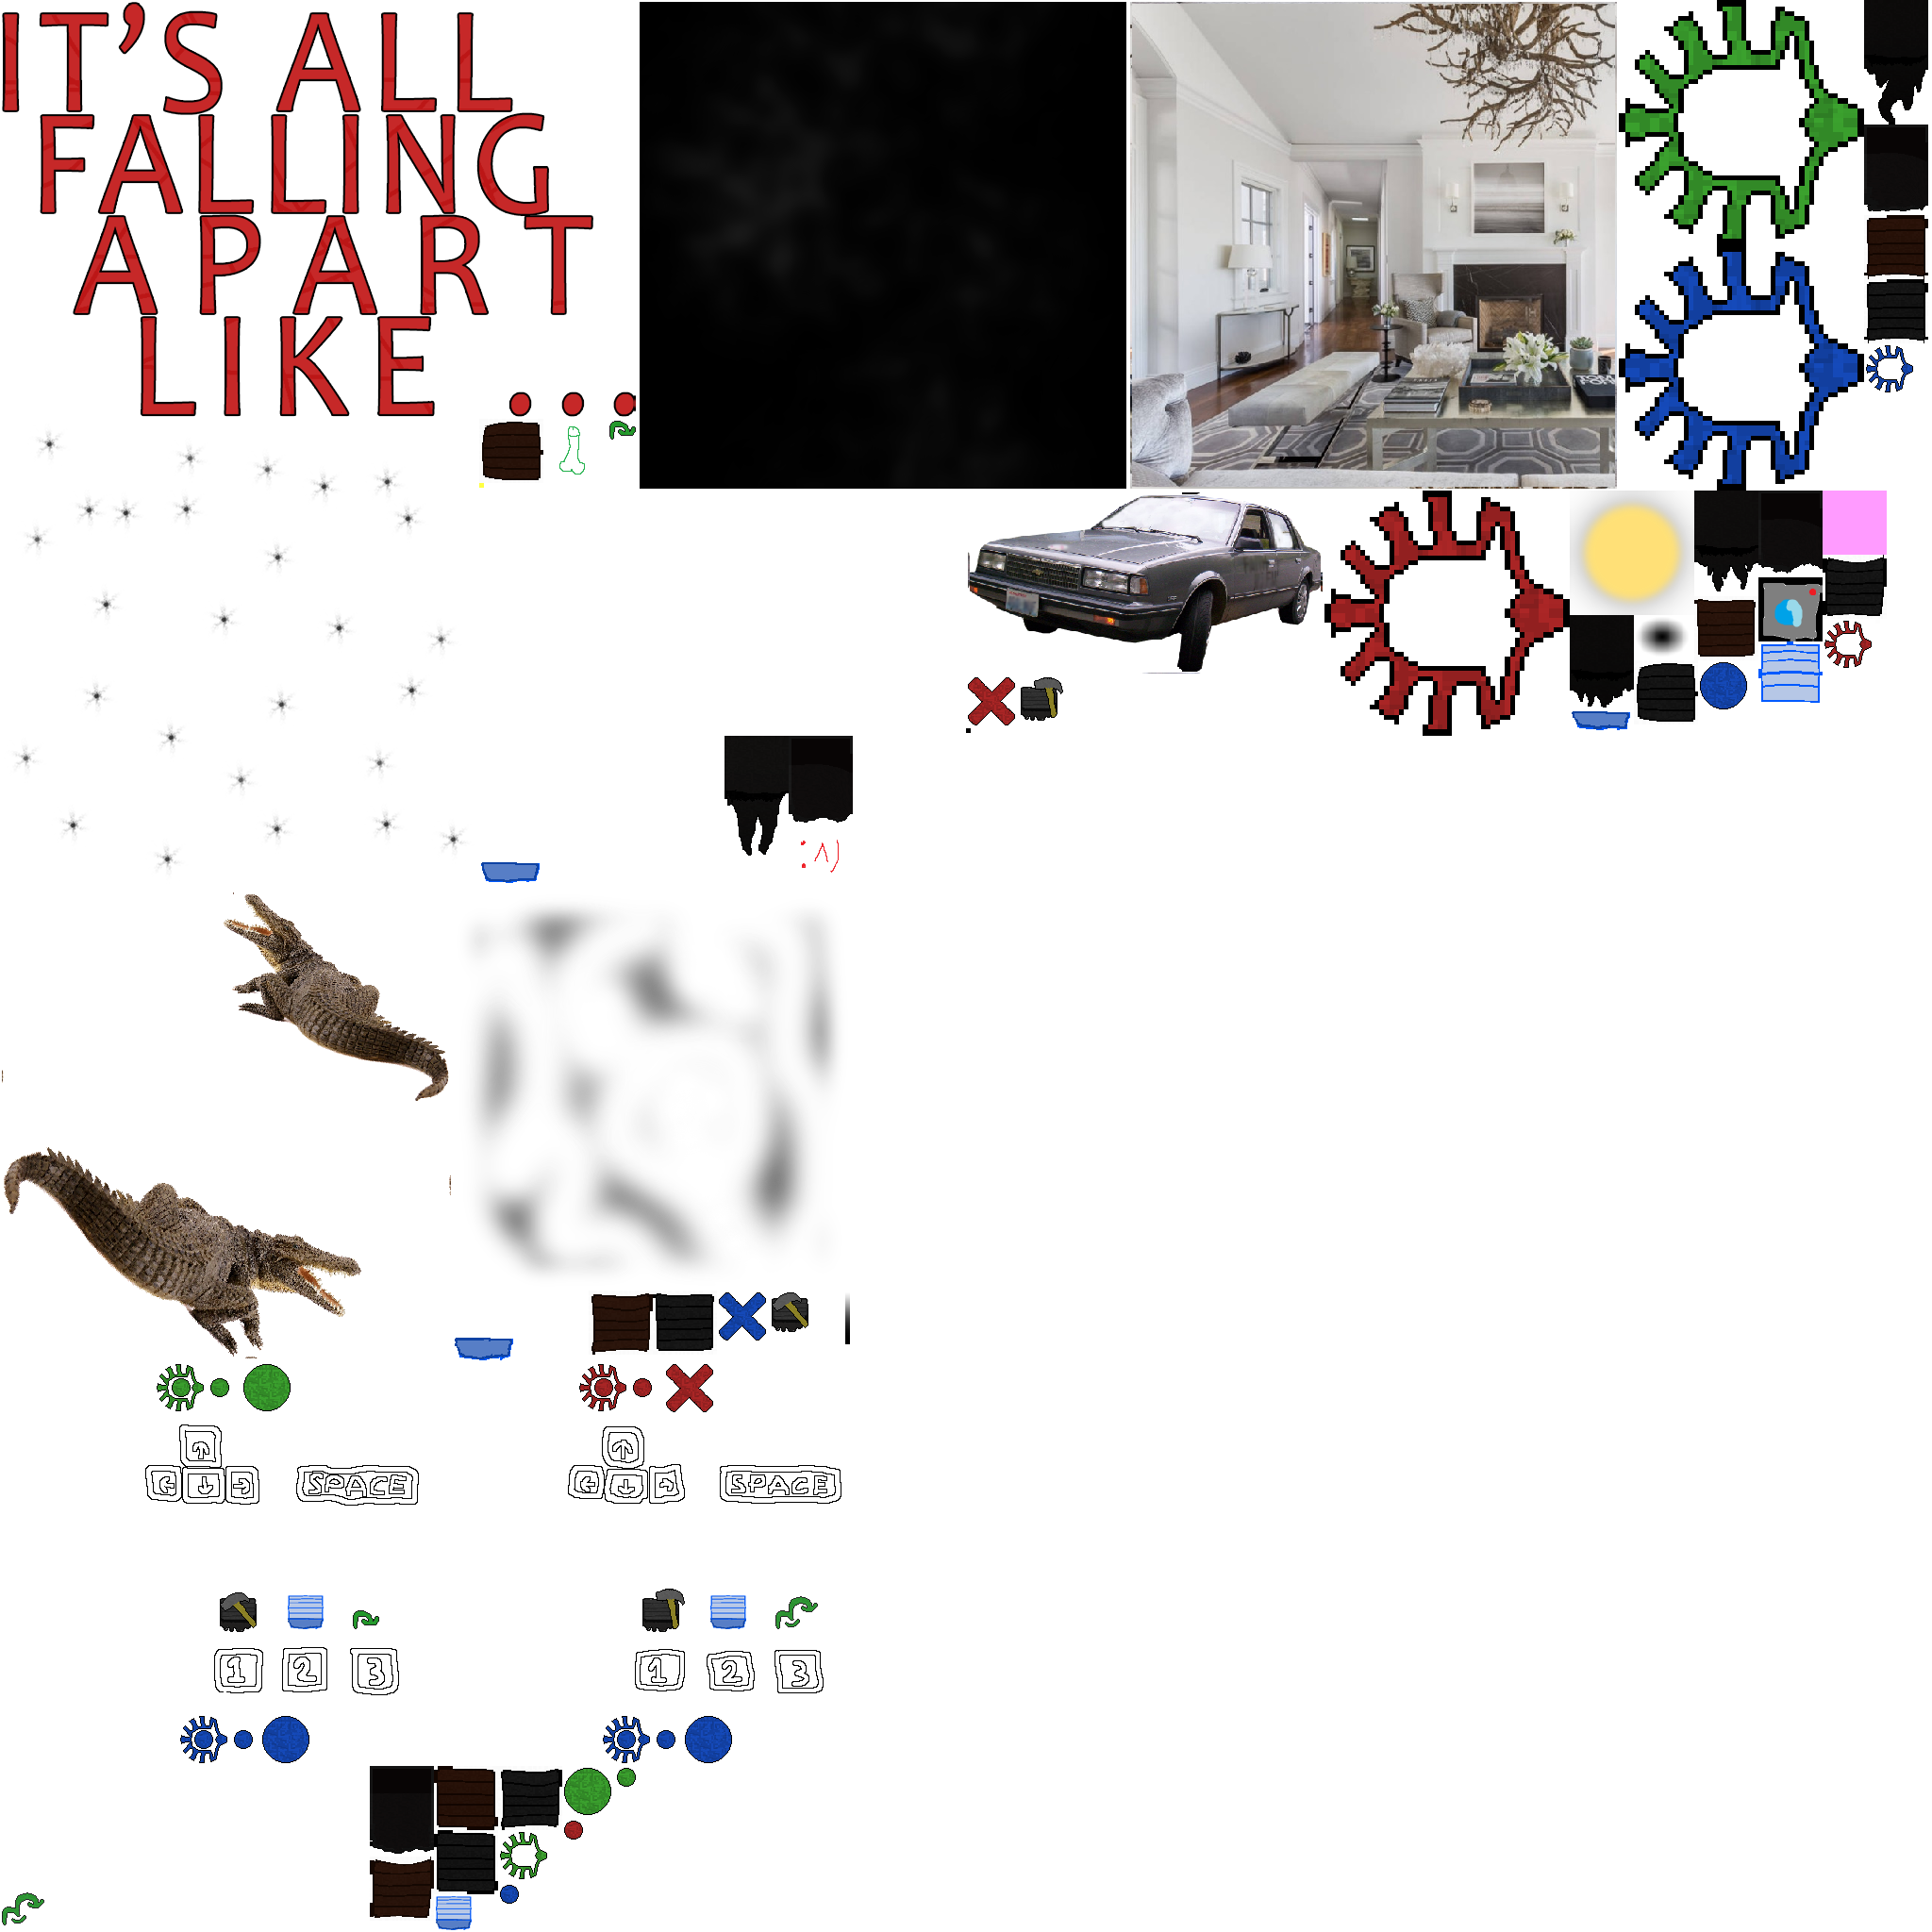 IT'S ALL
FALLING
APART
LIKE ...
:^)
SPACE
SPACE
1 2 3
1 2 3